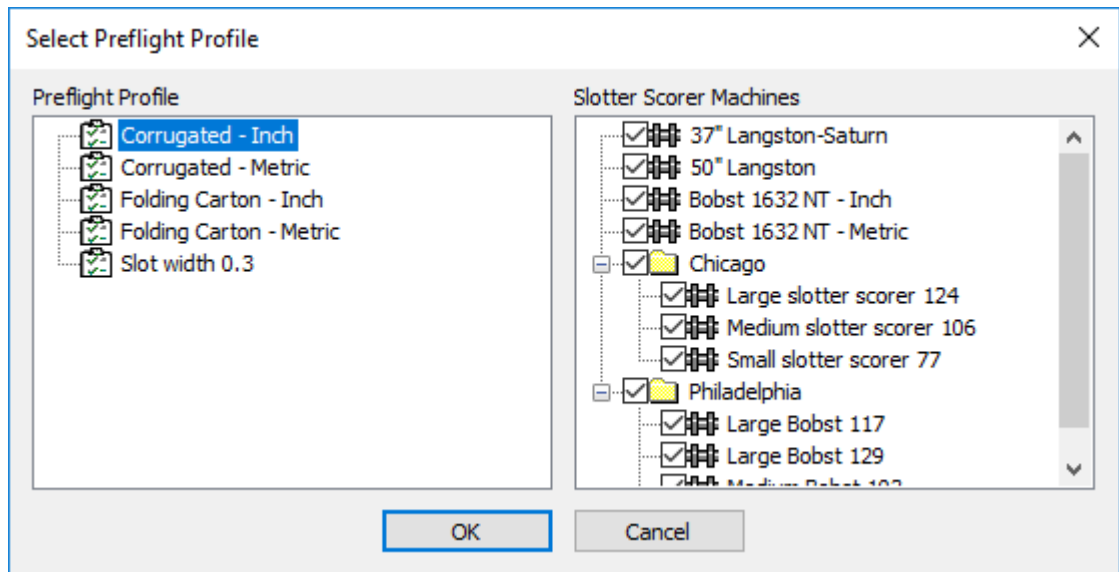 Select Preflight Profile
Preflight Profile
Corrugated - Inch
Corrugated - Metric
Folding Carton - Inch
Folding Carton - Metric
Slot width 0.3
Slotter Scorer Machines
37" Langston-Saturn
50" Langston
Bobst 1632 NT - Inch
Bobst 1632 NT - Metric
Chicago
Large slotter scorer 124
Medium slotter scorer 106
Small slotter scorer 77
Philadelphia
Large Bobst 117
Large Bobst 129
Medium Bobst
OK
Cancel